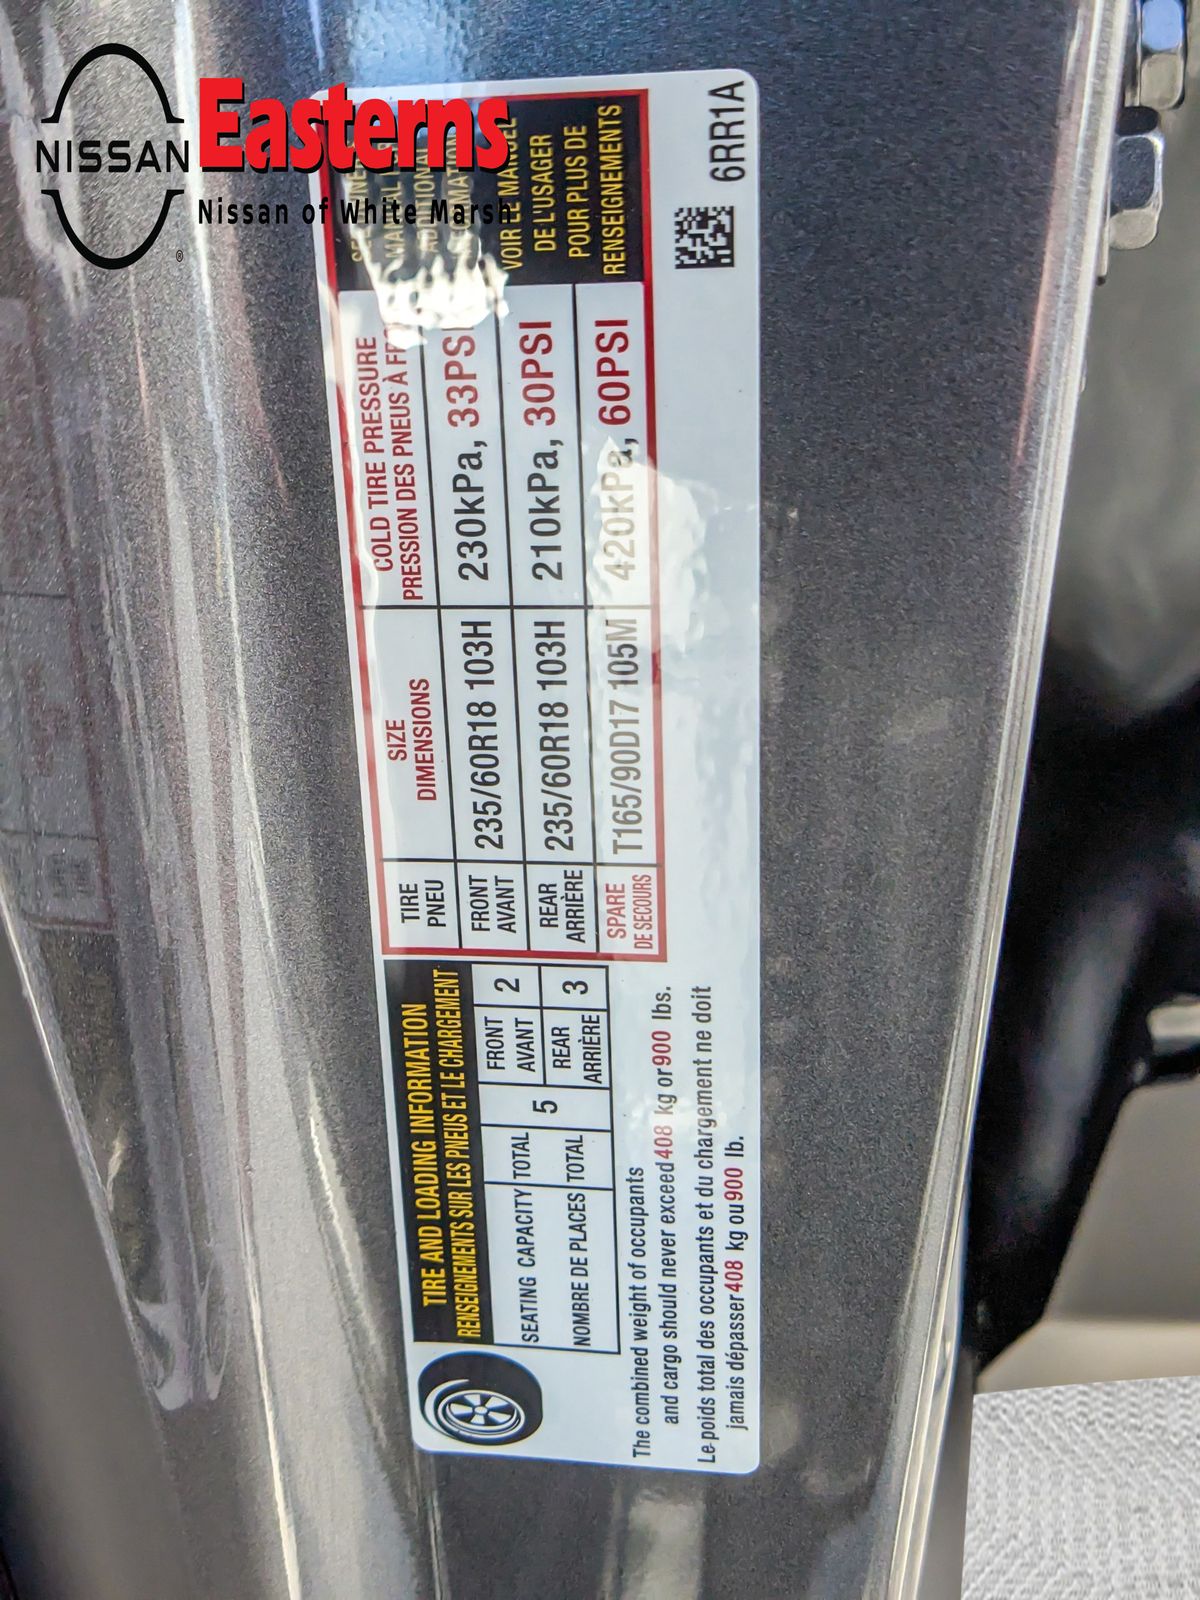 NISSAN
Easterns
Nissan of White Marsh
®
TIRE AND LOADING INFORMATION
RENSEIGNEMENTS SUR LES PNEUS ET LE CHARGEMENT
SEATING CAPACITY TOTAL 5 FRONT AVANT 2
NOMBRE DE PLACES TOTAL REAR ARRIÈRE 3
The combined weight of occupants
and cargo should never exceed 408 kg or 900 lbs.
Le poids total des occupants et du chargement ne doit
jamais dépasser 408 kg ou 900 lb.
TIRE SIZE COLD TIRE PRESSURE
PNEU DIMENSIONS PRESSION DES PNEUS À
FRONT AVANT 235/60R18 103H 230kPa, 33PSI
REAR ARRIÈRE 235/60R18 103H 210kPa, 30PSI
SPARE DE SECOURS T165/90D17 105M 420kPa, 60PSI
VOIR LE MANUEL
DE L'USAGER
POUR PLUS DE
RENSEIGNEMENTS
6RR1A